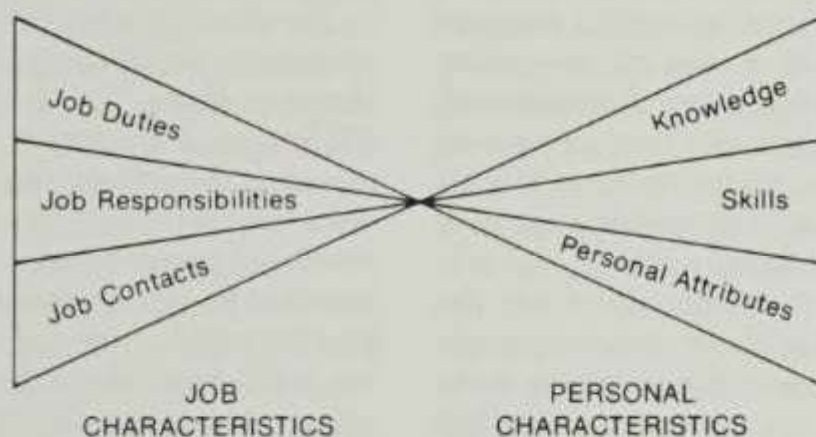 Job Duties
Job Responsibilities
Job Contacts
Knowledge
Skills
Personal Attributes
JOB
CHARACTERISTICS
PERSONAL
CHARACTERISTICS